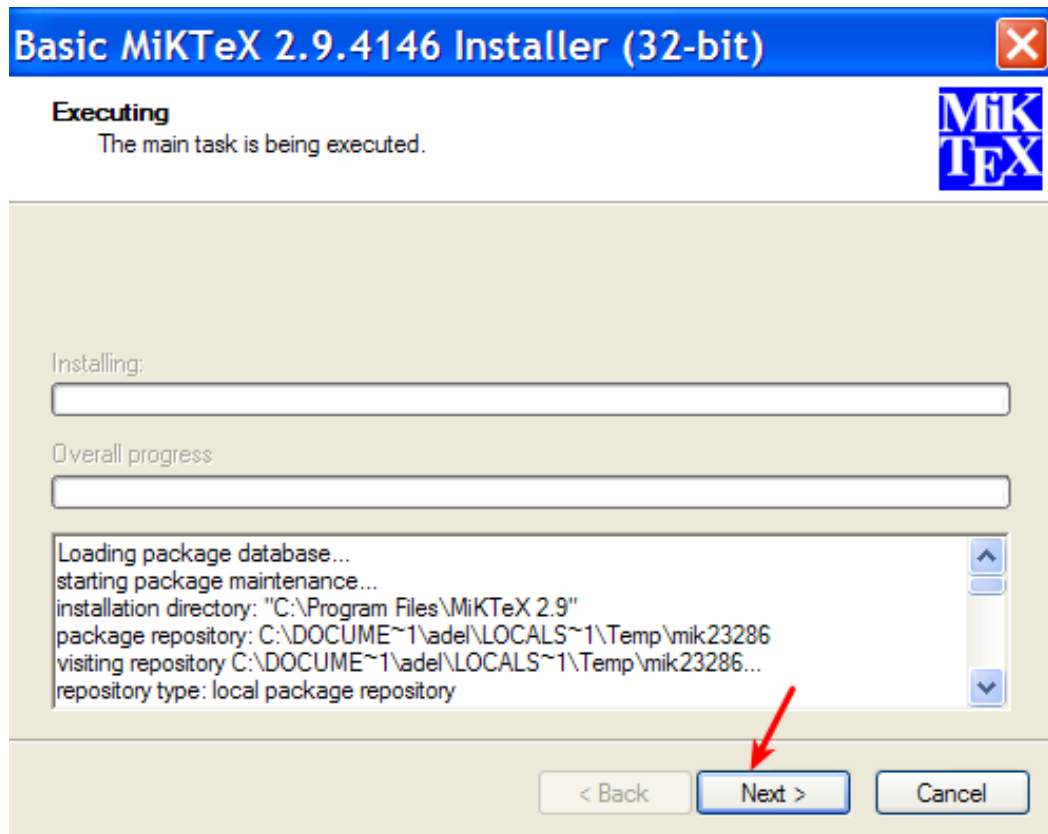 Basic MiKTeX 2.9.4146 Installer (32-bit)
Executing
The main task is being executed.
MiK
TEX
Installing:
Overall progress
Loading package database...
starting package maintenance...
installation directory: "C:\Program Files\MiKTeX 2.9"
package repository: C:\DOCUME~1\adel\LOCALS~1\Temp\mik23286
visiting repository C:\DOCUME~1\adel\LOCALS~1\Temp\mik23286...
repository type: local package repository
< Back Next > Cancel